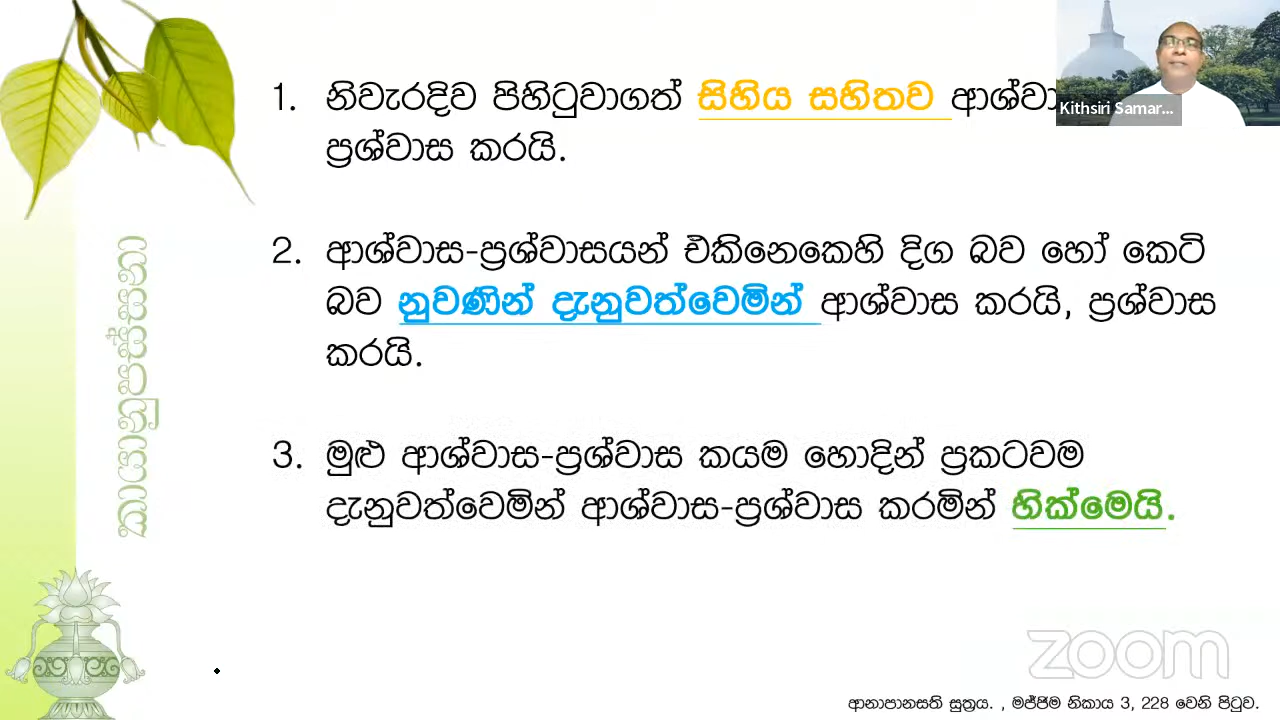 1. නිවැරදිව පිහිටුවාගත් සිහිය සහිතව
ප්‍රශ්වාස කරයි.
2. ආශ්වාස-ප්‍රශ්වාසයන් එකිනෙකෙහි දිග බව හෝ කෙටි
බව නුවණින් දැනුවත්වෙමින් ආශ්වාස කරයි, ප්‍රශ්වාස
කරයි.
3. මුළු ආශ්වාස-ප්‍රශ්වාස කයම හොදින් ප්‍රකටවම
දැනුවත්වෙමින් ආශ්වාස-ප්‍රශ්වාස කරමින් හික්මෙයි.
කායානුපස්සනා
Kithsiri Samar...
zoom
ආනාපානසති සුත්‍රය. , මජ්ජිම නිකාය 3, 228 වෙනි පිටුව.